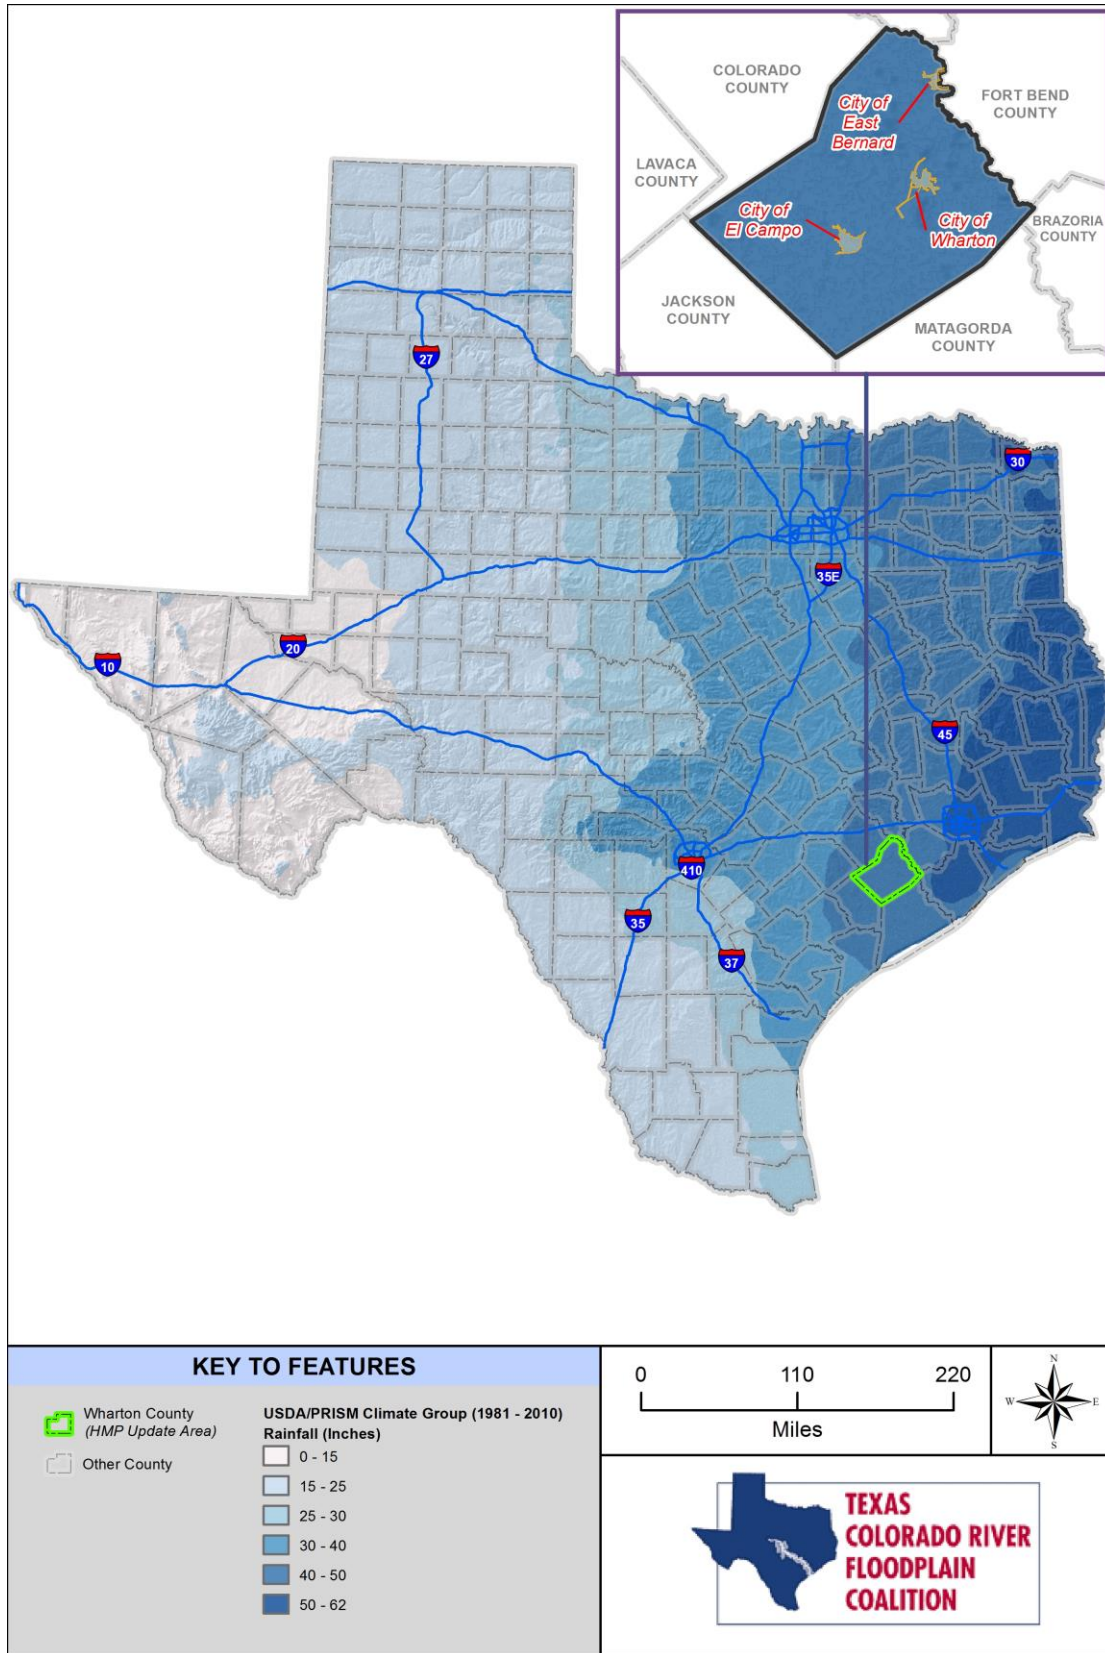 COLORADO
COUNTY
FORT BEND
COUNTY
City of
East
Bernard
LAVACA
COUNTY
City of
El Campo
City of
Wharton
BRAZORIA
COUNTY
JACKSON
COUNTY
MATAGORDA
COUNTY
27
30
35E
20
10
45
410
35
37
KEY TO FEATURES
Wharton County
(HMP Update Area)
Other County
USDA/PRISM Climate Group (1981 - 2010)
Rainfall (Inches)
0 - 15
15 - 25
25 - 30
30 - 40
40 - 50
50 - 62
0 110 220
Miles
N
W E
S
TEXAS
COLORADO RIVER
FLOODPLAIN
COALITION